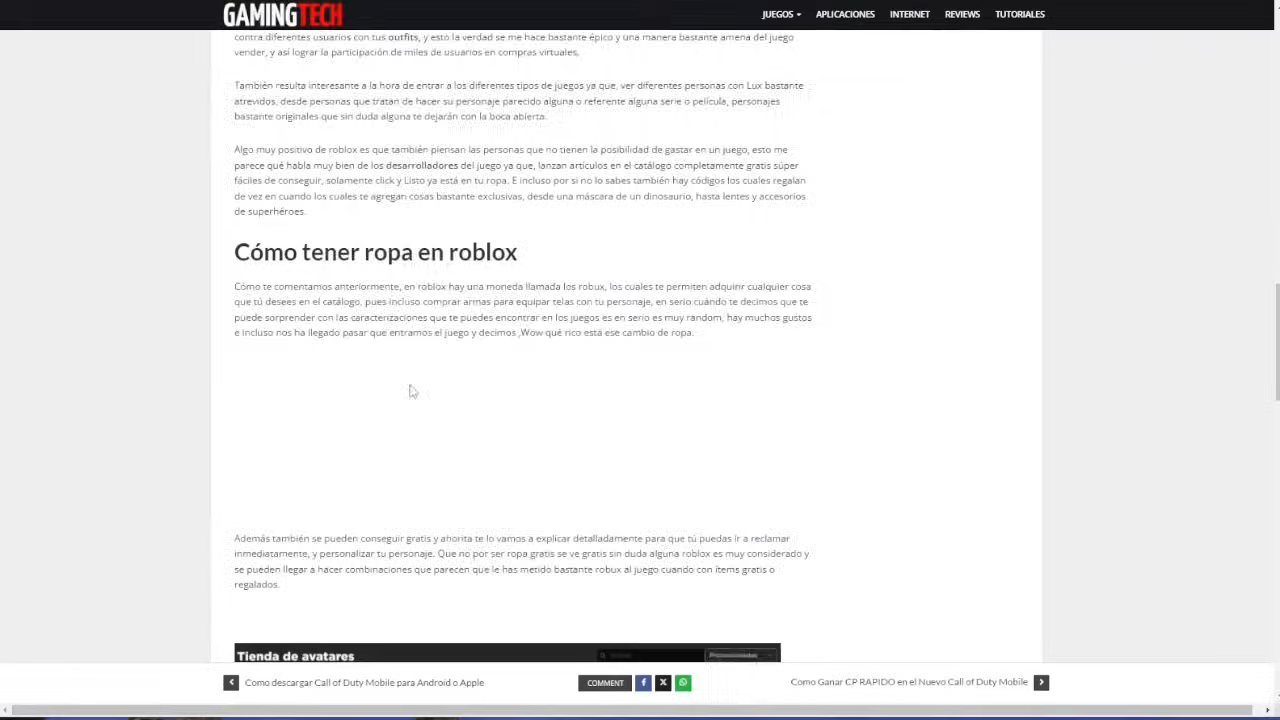 GAMINGTECH
JUEGOS
APLICACIONES
INTERNET
REVIEWS
TUTORIALES
contra diferentes usuarios con tus outfits, y esto la verdad se me hace bastante épico y una manera bastante amena del juego
vender, y así lograr la participación de miles de usuarios en compras virtuales.
También resulta interesante a la hora de entrar a los diferentes tipos de juegos ya que, ver diferentes personas con Lux bastante
atrevidos, desde personas que tratan de hacer su personaje parecido alguna o referente alguna serie o película, personajes
bastante originales que sin duda alguna te dejarán con la boca abierta.
Algo muy positivo de roblox es que también piensan las personas que no tienen la posibilidad de gastar en un juego, esto me
parece qué habla muy bien de los desarrolladores del juego ya que, lanzan artículos en el catálogo completamente gratis súper
fáciles de conseguir, solamente click y Listo ya está en tu ropa. E incluso por si no lo sabes también hay códigos los cuales regalan
de vez en cuando los cuales te agregan cosas bastante exclusivas, desde una máscara de un dinosaurio, hasta lentes y accesorios
de superhéroes.
Cómo tener ropa en roblox
Cómo te comentamos anteriormente, en roblox hay una moneda llamada los robux, los cuales te permiten adquirir cualquier cosa
que tú desees en el catálogo, pues incluso comprar armas para equipar telas con tu personaje, en serio cuándo te decimos que te
puede sorprender con las caracterizaciones que te puedes encontrar en los juegos es en serio es muy random, hay muchos gustos
e incluso nos ha llegado pasar que entramos el juego y decimos ,Wow qué rico está ese cambio de ropa.
Además también se pueden conseguir gratis y ahorita te lo vamos a explicar detalladamente para que tú puedas ir a reclamar
inmediatamente, y personalizar tu personaje. Que no por ser ropa gratis se ve gratis sin duda alguna roblox es muy considerado y
se pueden llegar a hacer combinaciones que parecen que le has metido bastante robux al juego cuando con ítems gratis o
regalados.
Tienda de avatares
Como descargar Call of Duty Mobile para Android o Apple
COMMENT
Como Ganar CP RAPIDO en el Nuevo Call of Duty Mobile